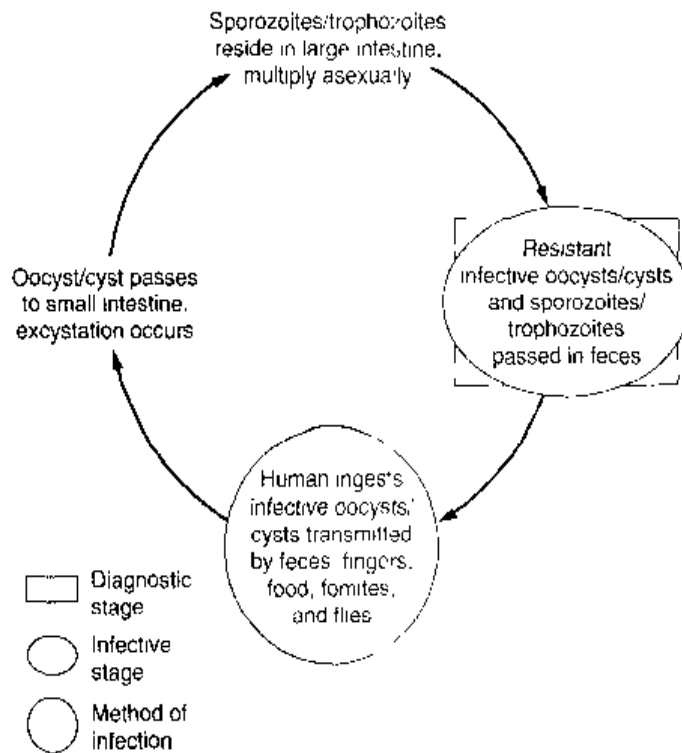 Sporozoites/trophozoites
reside in large intestine,
multiply asexually
Resistant
infective oocysts/cysts
and sporozoites/
trophozoites
passed in feces
Oocyst/cyst passes
to small intestine,
excystation occurs
Human ingests
infective oocysts/
cysts transmitted
by feces, fingers,
food, fomites,
and flies
Diagnostic
stage
Infective
stage
Method of
infection